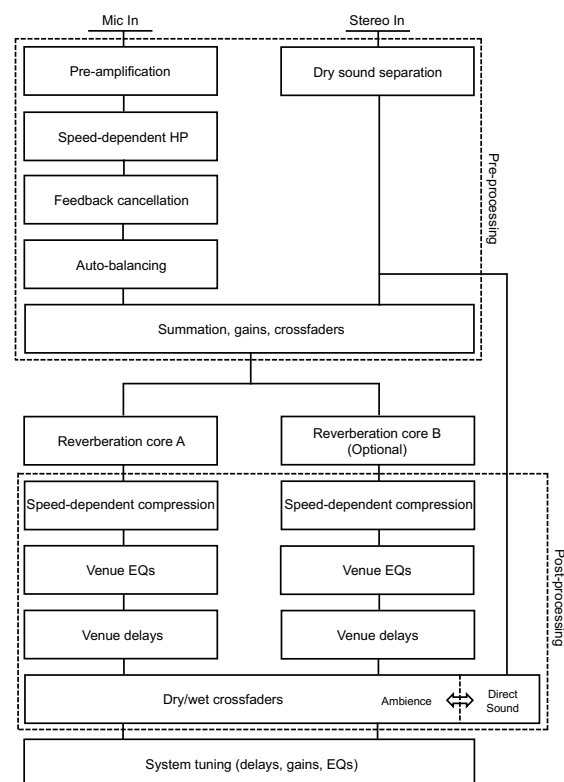 Mic In
Stereo In
Pre-amplification
Dry sound separation
Speed-dependent HP
Pre-processing
Feedback cancellation
Auto-balancing
Summation, gains, crossfaders
Reverberation core A
Reverberation core B
(Optional)
Speed-dependent compression
Speed-dependent compression
Venue EQs
Venue EQs
Post-processing
Venue delays
Venue delays
Dry/wet crossfaders
Ambience
Direct
Sound
System tuning (delays, gains, EQs)